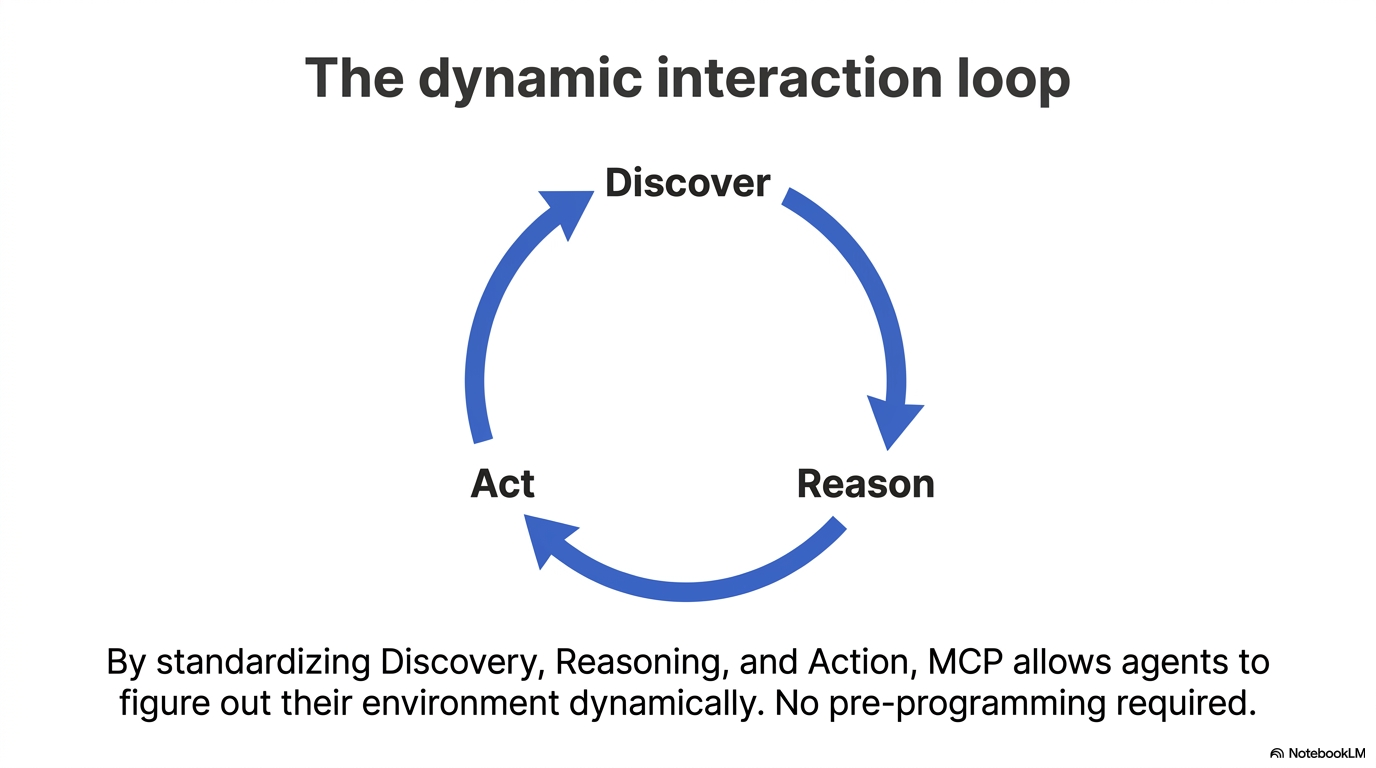 The dynamic interaction loop
Discover
Act
Reason
By standardizing Discovery, Reasoning, and Action, MCP allows agents to
figure out their environment dynamically. No pre-programming required.
NotebookLM